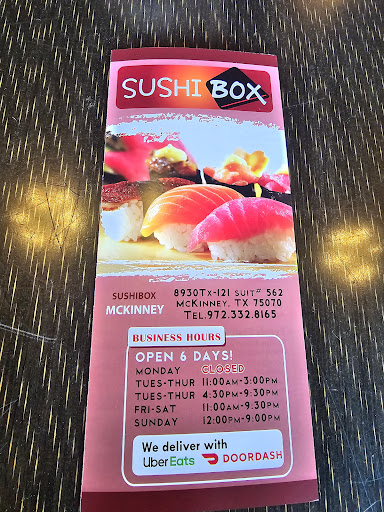 SUSHI BOX
SUSHIBOX
MCKINNEY
8930TX-121 SUIT# 562
MCKINNEY, TX 75070
TEL.972.332.8165
BUSINESS HOURS
OPEN 6 DAYS!
MONDAY CLOSED
TUES-THUR 11:00AM-3:00PM
TUES-THUR 4:30PM-9:30PM
FRI-SAT 11:00AM-9:30PM
SUNDAY 12:00PM-9:00PM
We deliver with
Uber Eats DOORDASH